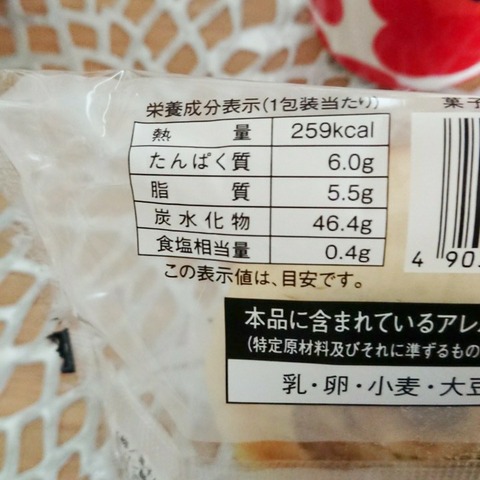 栄養成分表示(1包装当たり)
熱量 259kcal
たんぱく質 6.0g
脂質 5.5g
炭水化物 46.4g
食塩相当量 0.4g
この表示値は、目安です。
菓子
4 90
本品に含まれているアレ
(特定原材料及びそれに準ずるもの
乳・卵・小麦・大豆